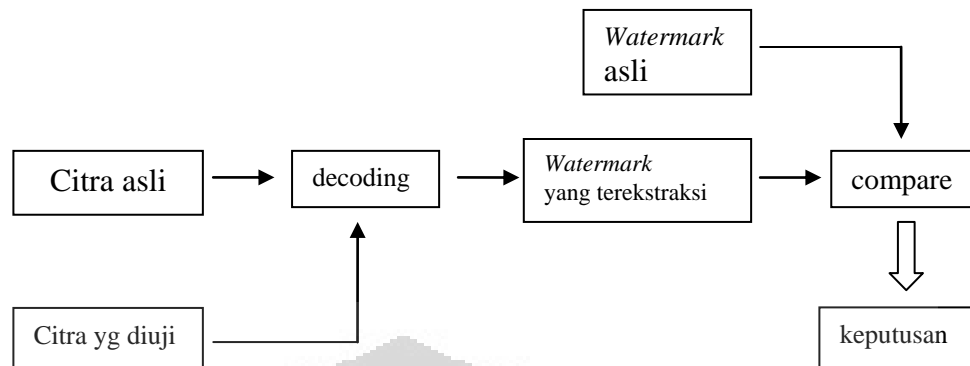 Watermark
asli
Citra asli
decoding
Watermark
yang terekstraksi
compare
Citra yg diuji
keputusan